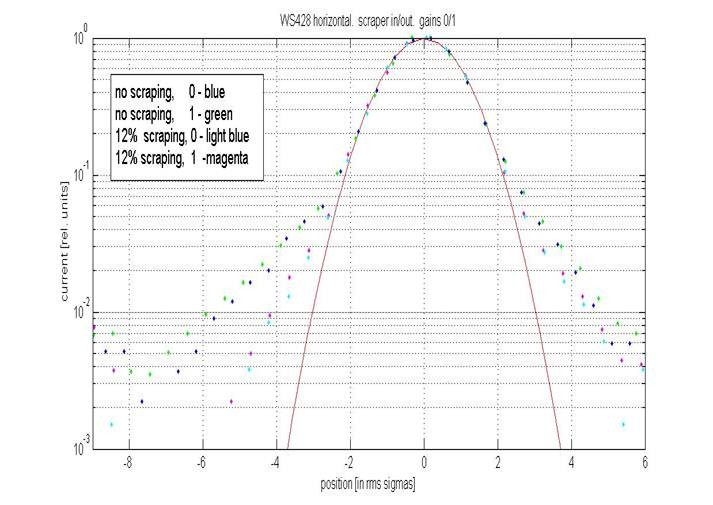 WS428 horizontal. scraper in/out. gains 0/1
10^0
no scraping, 0 - blue
no scraping, 1 - green
12% scraping, 0 - light blue
12% scraping, 1 -magenta
10^-1
current [rel. units]
10^-2
10^-3
-8 -6 -4 -2 0 2 4 6
position [in rms sigmas]